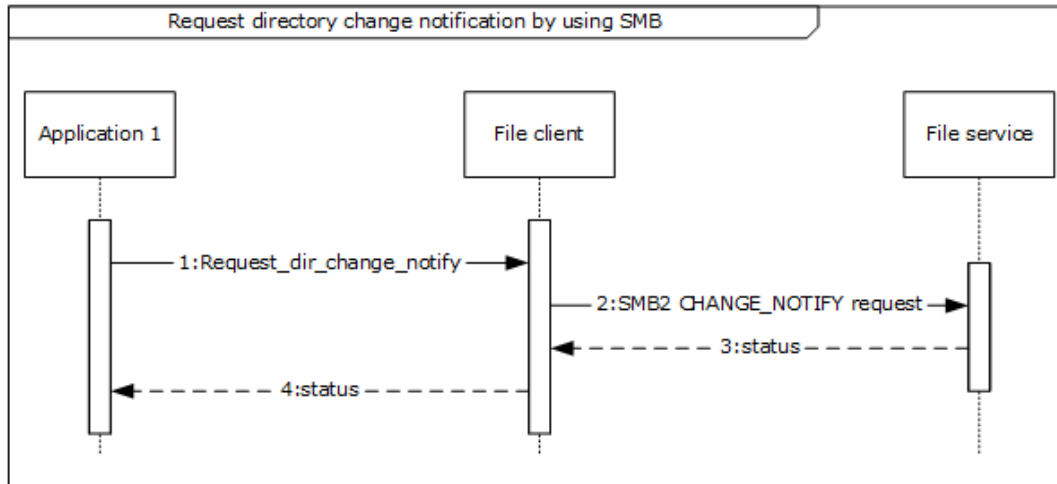 Request directory change notification by using SMB
Application 1
File client
File service
1:Request_dir_change_notify
2:SMB2 CHANGE_NOTIFY request
3:status
4:status